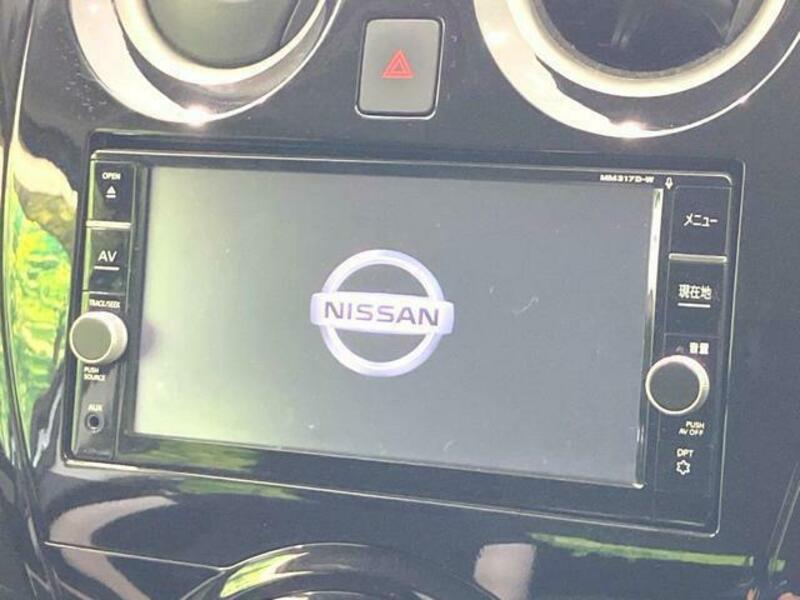 OPEN
MM317D-W
メニュー
AV
現在地
TRACK/SEEK
NISSAN
音量
PUSH
SOURCE
AUX
PUSH
AV OFF
DPT